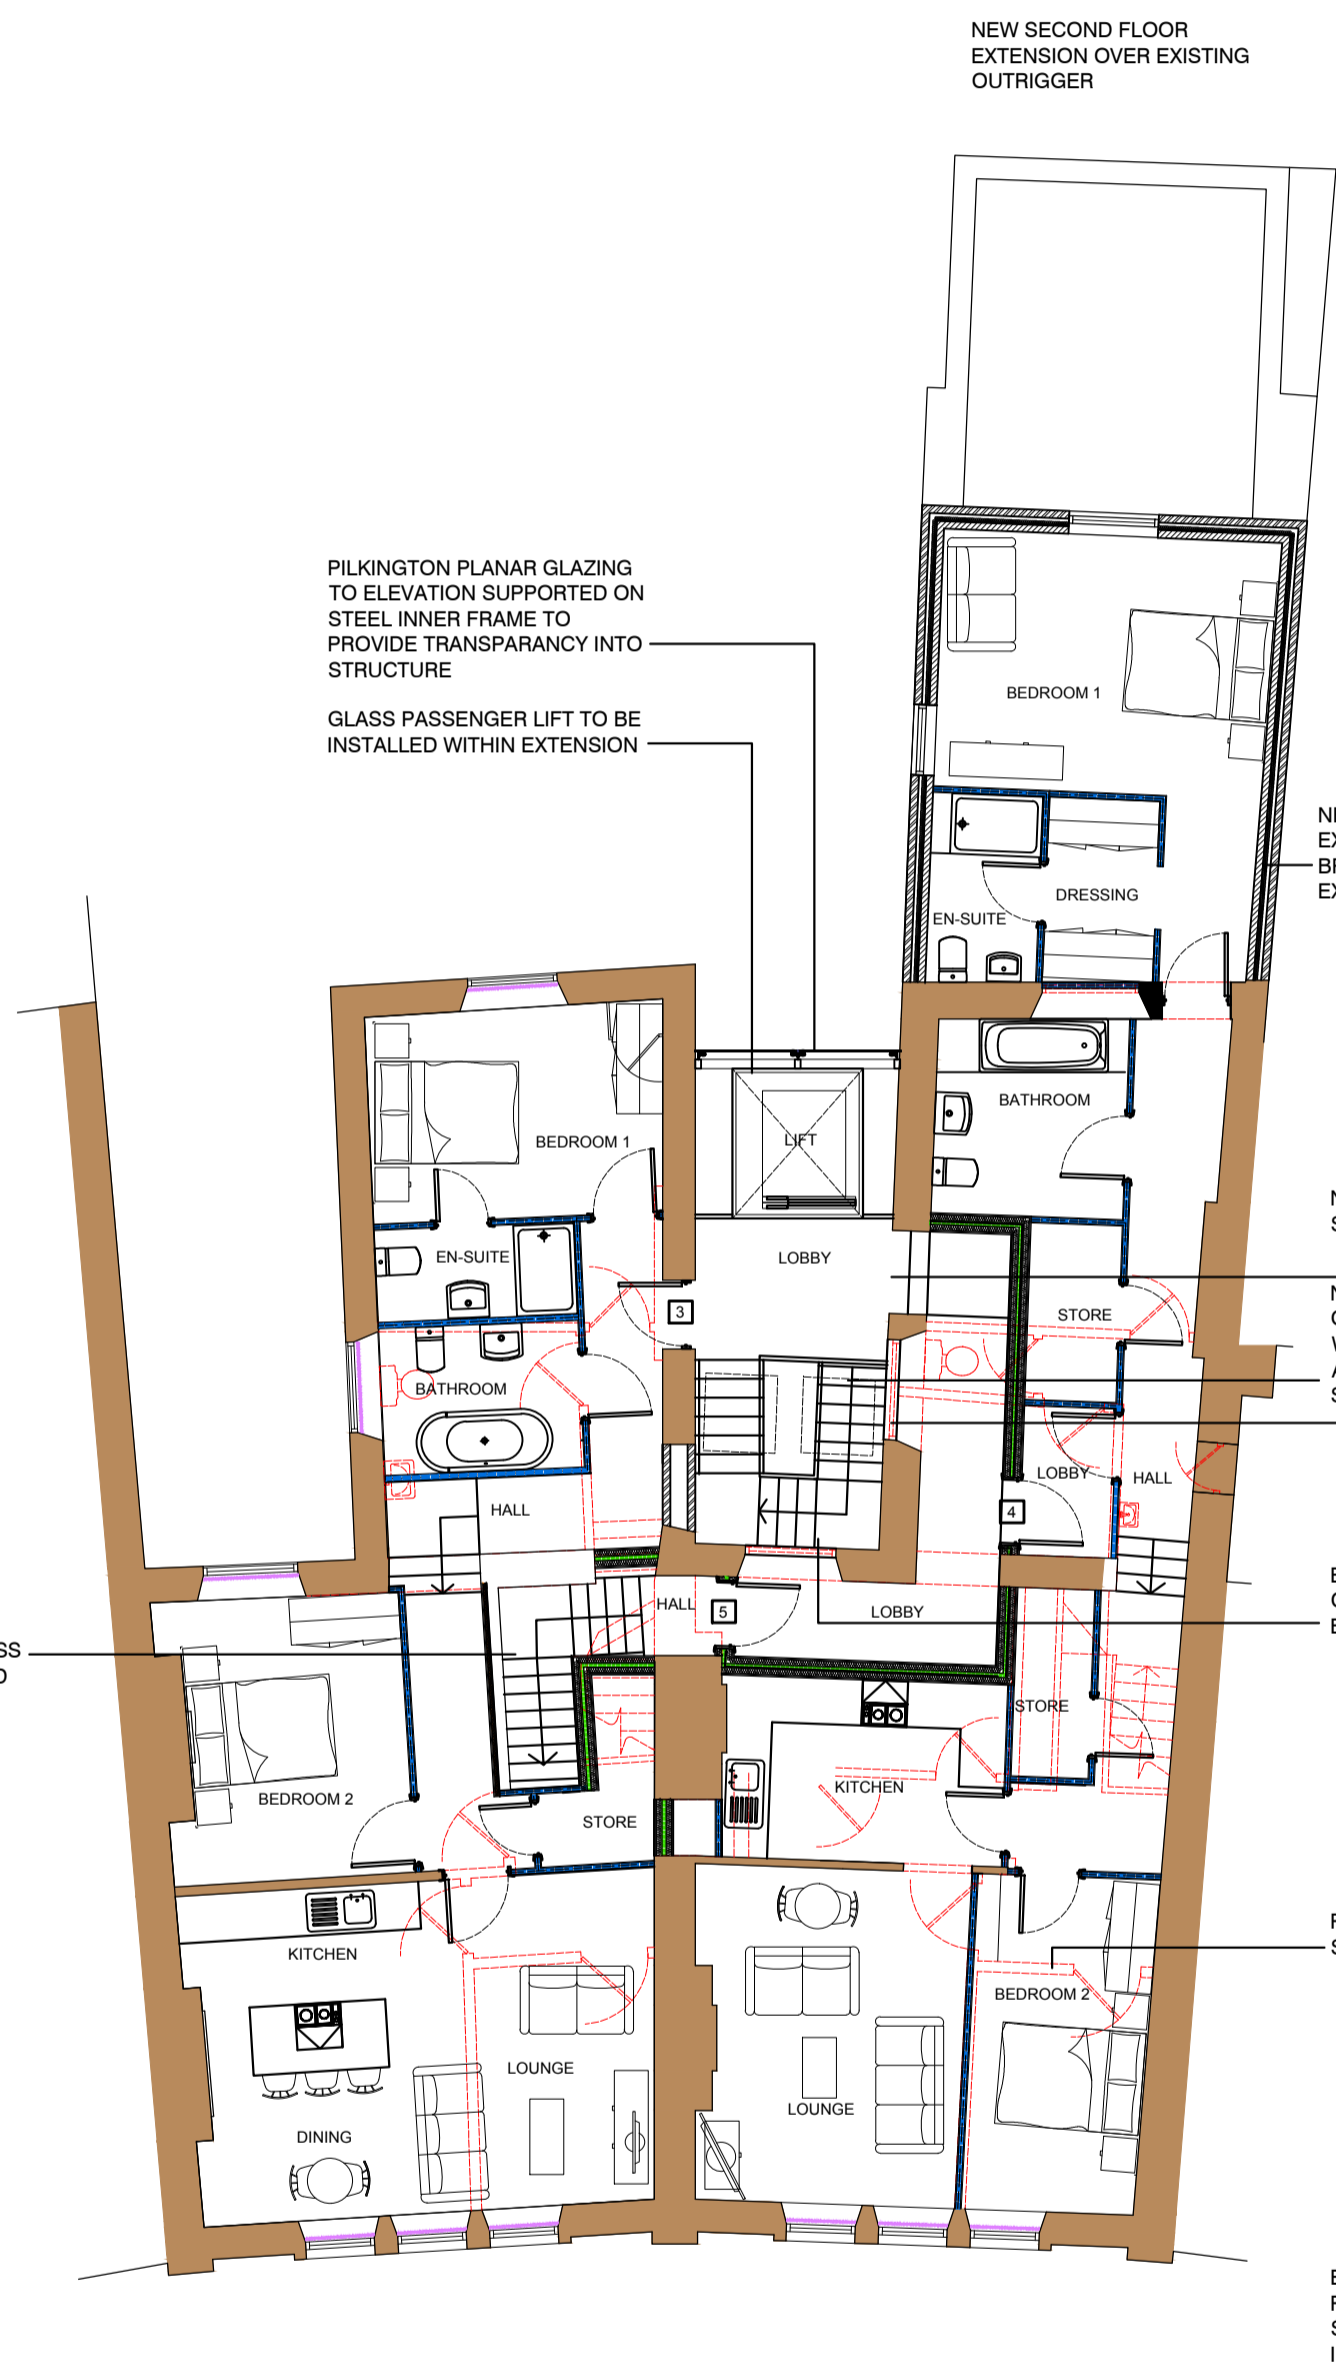 NEW SECOND FLOOR
EXTENSION OVER EXISTING
OUTRIGGER
PILKINGTON PLANAR GLAZING
TO ELEVATION SUPPORTED ON
STEEL INNER FRAME TO
PROVIDE TRANSPARANCY INTO
STRUCTURE
GLASS PASSENGER LIFT TO BE
INSTALLED WITHIN EXTENSION
BEDROOM 1
DRESSING
EN-SUITE
BATHROOM
BEDROOM 1
LIFT
EN-SUITE
LOBBY
3
STORE
BATHROOM
LOBBY
HALL
HALL
4
HALL
5
LOBBY
STORE
KITCHEN
BEDROOM 2
STORE
KITCHEN
BEDROOM 2
LOUNGE
LOUNGE
DINING